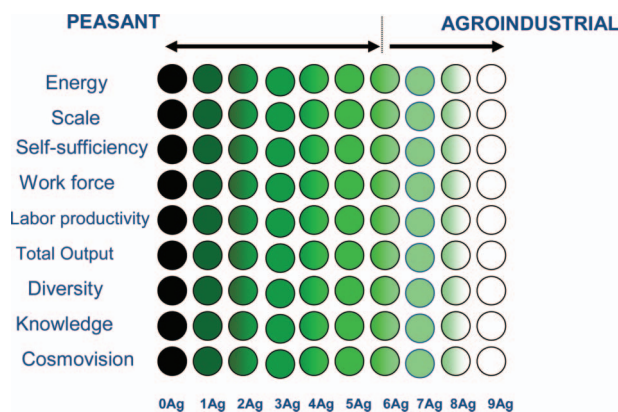 PEASANT AGROINDUSTRIAL
Energy
Scale
Self-sufficiency
Work force
Labor productivity
Total Output
Diversity
Knowledge
Cosmovision
0Ag 1Ag 2Ag 3Ag 4Ag 5Ag 6Ag 7Ag 8Ag 9Ag